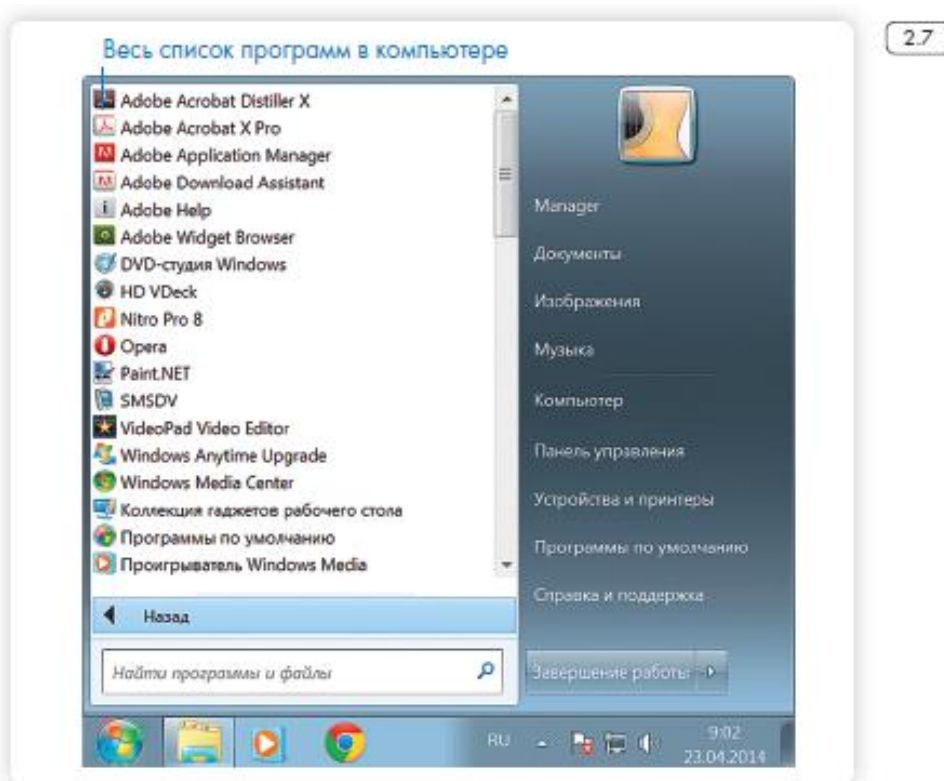 Весь список программ в компьютере
2.7
Adobe Acrobat Distiller X
Adobe Acrobat X Pro
Adobe Application Manager
Adobe Download Assistant
Adobe Help
Adobe Widget Browser
DVD-студия Windows
HD VDeck
Nitro Pro 8
Opera
Paint.NET
SMSDV
VideoPad Video Editor
Windows Anytime Upgrade
Windows Media Center
Коллекция гаджетов рабочего стола
Программы по умолчанию
Проигрыватель Windows Media
Назад
Найти программы и файлы
Manager
Документы
Изображения
Музыка
Компьютер
Панель управления
Устройства и принтеры
Программы по умолчанию
Справка и поддержка
Завершение работы
RU
9:02
23.04.2014